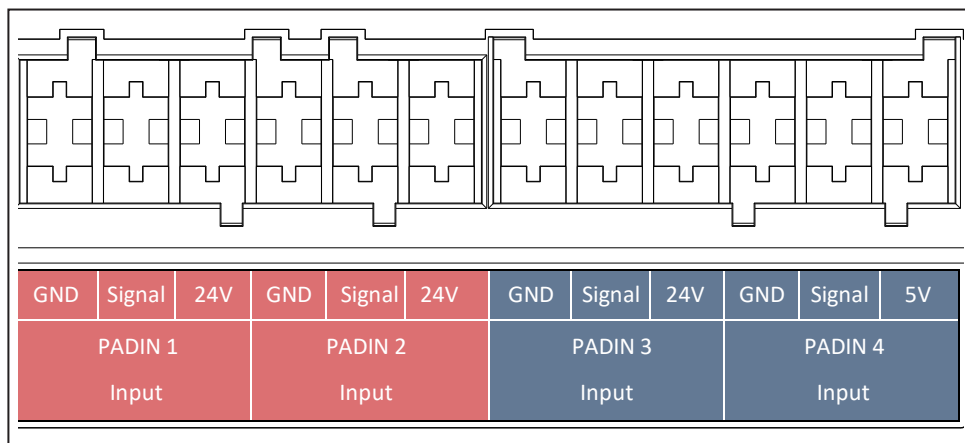 GND Signal 24V GND Signal 24V GND Signal 24V GND Signal 5V
PADIN 1 PADIN 2 PADIN 3 PADIN 4
Input Input Input Input